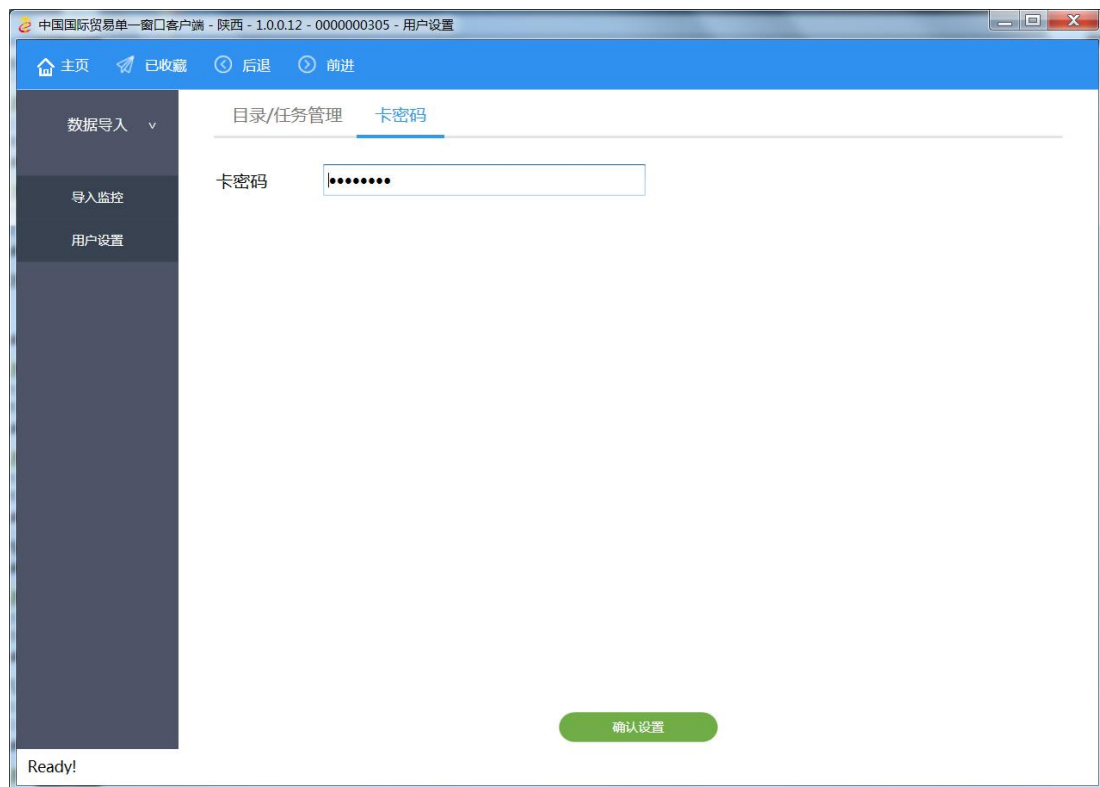 中国国际贸易单一窗口客户端 - 陕西 - 1.0.0.12 - 0000000305 - 用户设置
主页 已收藏 后退 前进
数据导入 v
目录/任务管理 卡密码
卡密码 ••••••••
导入监控
用户设置
确认设置
Ready!